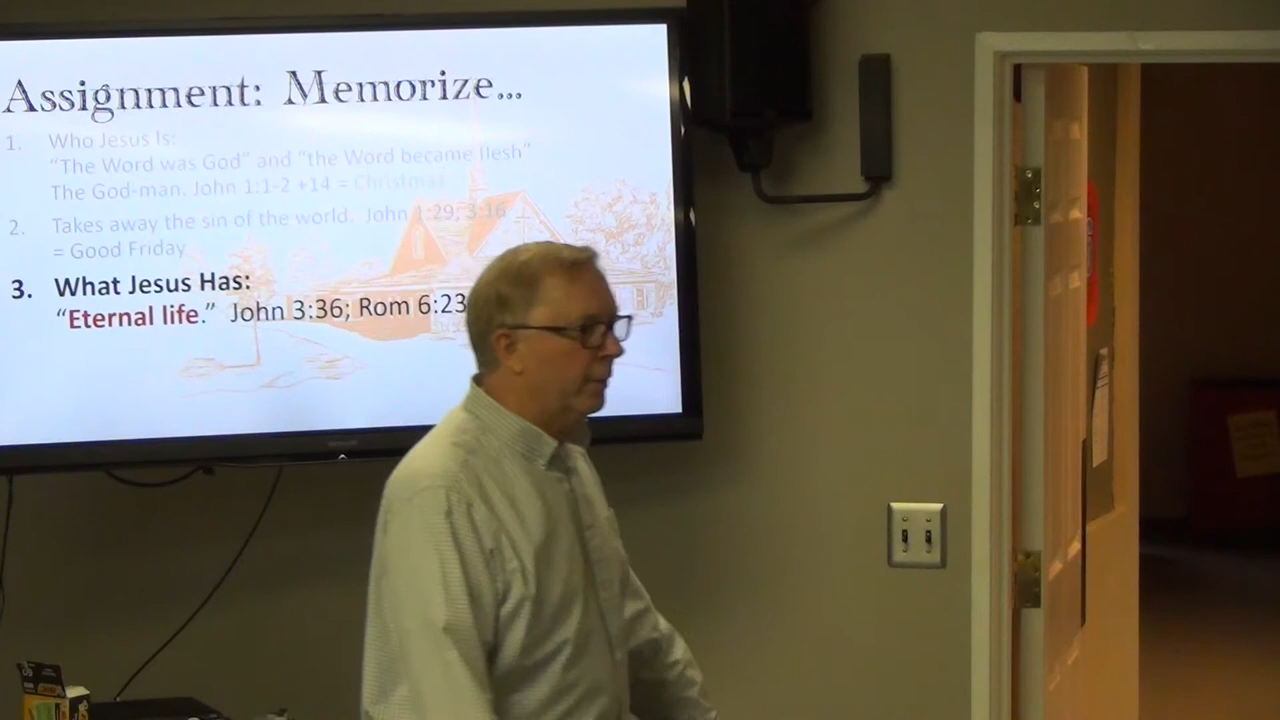 Assignment: Memorize...
1. Who Jesus Is:
"The Word was God" and "the Word became flesh"
The God-man. John 1:1-2 +14 = Christmas
2. Takes away the sin of the world. John 1:29; 3:16
= Good Friday
3. What Jesus Has:
"Eternal life." John 3:36; Rom 6:23